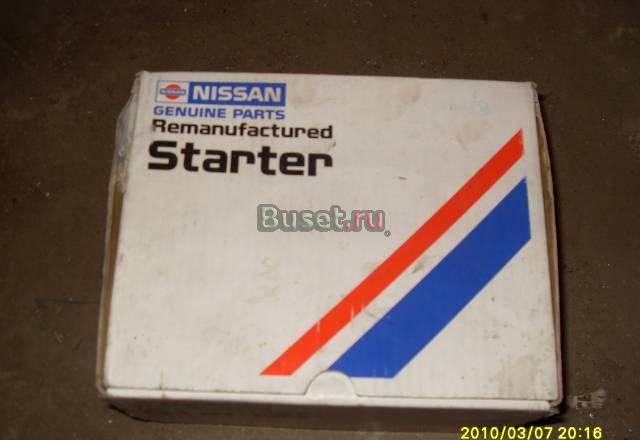 NISSAN NISSAN
GENUINE PARTS
Remanufactured
Starter
Buset.ru
2010/03/07 20:16